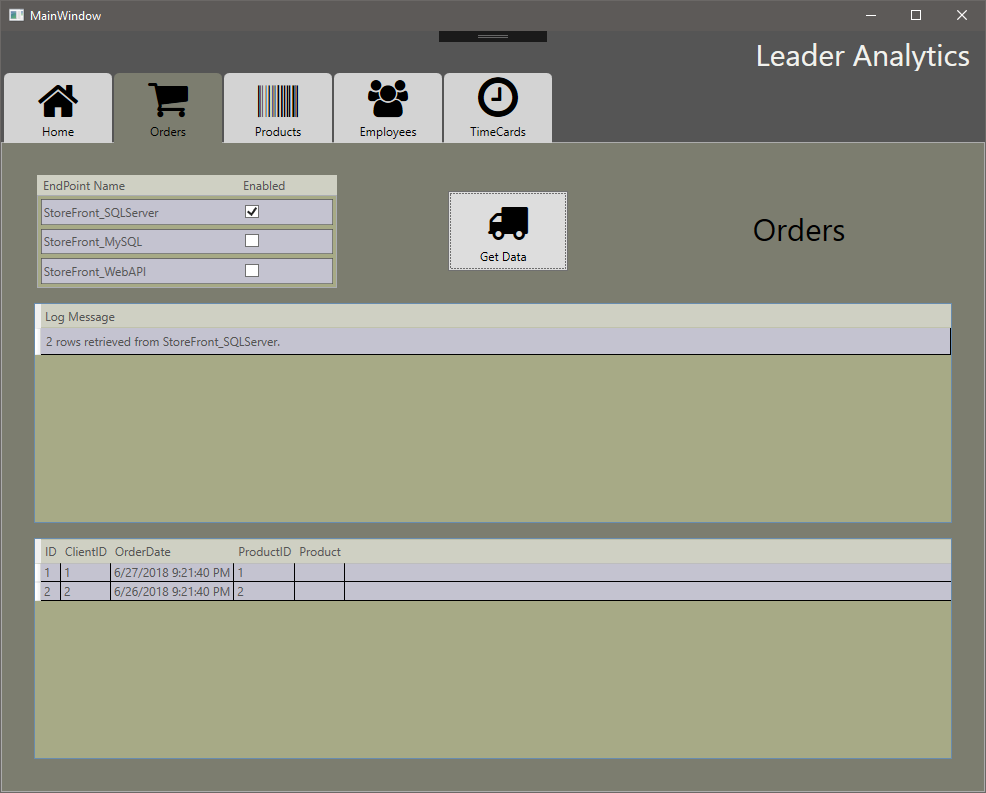 MainWindow
Leader Analytics
Home Orders Products Employees TimeCards
EndPoint Name Enabled
StoreFront_SQLServer
StoreFront_MySQL
StoreFront_WebAPI
Get Data
Orders
Log Message
2 rows retrieved from StoreFront_SQLServer.
ID ClientID OrderDate ProductID Product
1 1 6/27/2018 9:21:40 PM 1
2 2 6/26/2018 9:21:40 PM 2